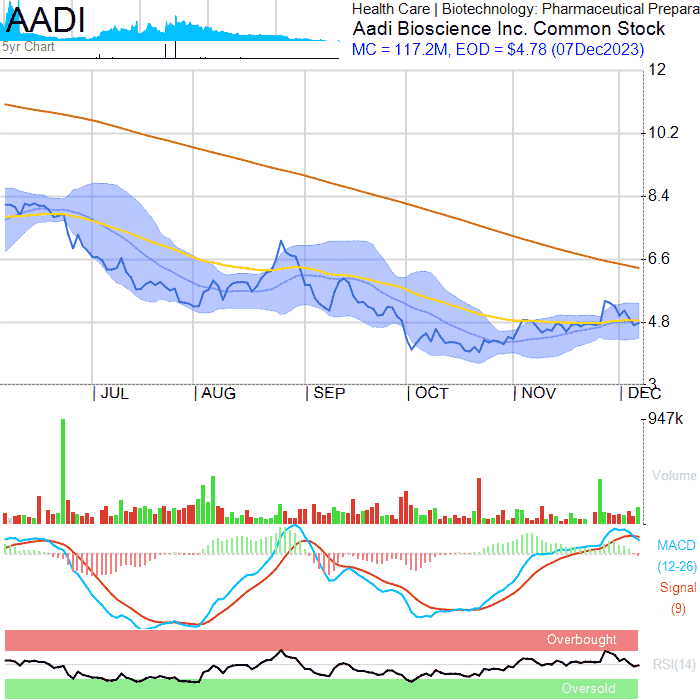 AADI
5yr Chart
Health Care | Biotechnology: Pharmaceutical Prepara
Aadi Bioscience Inc. Common Stock
MC = 117.2M, EOD = $4.78 (07Dec2023)
12
10.2
8.4
6.6
4.8
3
JUL
AUG
SEP
OCT
NOV
DEC
947k
Volume
MACD
(12-26)
Signal
(9)
Overbought
RSI(14)
Oversold